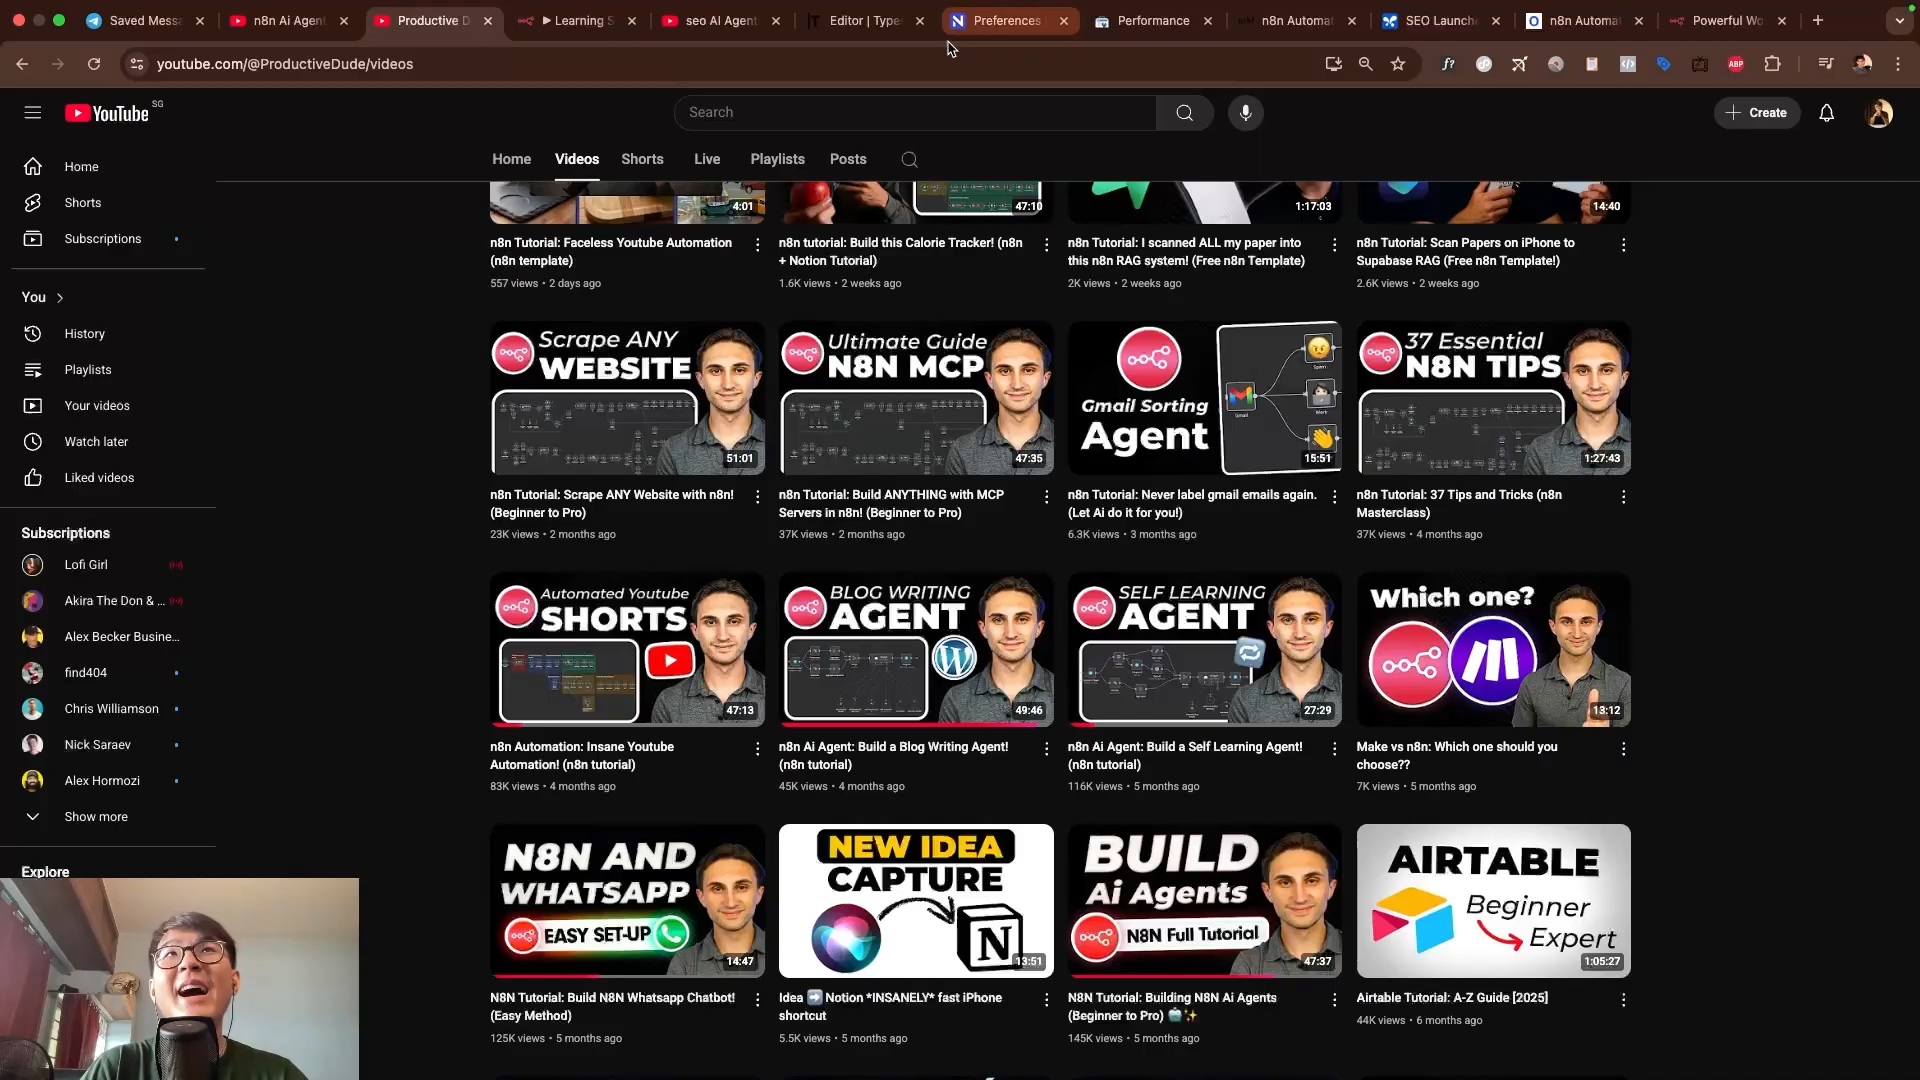 Saved Messa
n8n Ai Agent
Productive D
Learning S
seo AI Agent
Editor | Type
Preferences
Performance
n8n Automat
SEO Launch
n8n Automa
Powerful Wo
youtube.com/@ProductiveDude/videos
ABP
YouTube
SG
Search
Create
Home
Videos
Shorts
Live
Playlists
Posts
Home
Shorts
Subscriptions
You
History
Playlists
Your videos
Watch later
Liked videos
Subscriptions
Lofi Girl
Akira The Don & ...
Alex Becker Busine...
find404
Chris Williamson
Nick Saraev
Alex Hormozi
Show more
Explore
4:01
47:10
1:17:03
14:40
n8n Tutorial: Faceless Youtube Automation
(n8n template)
557 views • 2 days ago
n8n tutorial: Build this Calorie Tracker! (n8n
+ Notion Tutorial)
1.6K views • 2 weeks ago
n8n Tutorial: I scanned ALL my paper into
this n8n RAG system! (Free n8n Template)
2K views • 2 weeks ago
n8n Tutorial: Scan Papers on iPhone to
Supabase RAG (Free n8n Template!)
2.6K views • 2 weeks ago
Scrape ANY
WEBSITE
51:01
Ultimate Guide
N8N MCP
47:35
Gmail Sorting
Agent
Gmail
Spam
Work
15:51
37 Essential
N8N TIPS
1:27:43
n8n Tutorial: Scrape ANY Website with n8n!
(Beginner to Pro)
23K views • 2 months ago
n8n Tutorial: Build ANYTHING with MCP
Servers in n8n! (Beginner to Pro)
37K views • 2 months ago
n8n Tutorial: Never label gmail emails again.
(Let Ai do it for you!)
6.3K views • 3 months ago
n8n Tutorial: 37 Tips and Tricks (n8n
Masterclass)
37K views • 4 months ago
Automated Youtube
SHORTS
47:13
BLOG WRITING
AGENT
49:46
SELF LEARNING
AGENT
27:29
Which one?
13:12
n8n Automation: Insane Youtube
Automation! (n8n tutorial)
83K views • 4 months ago
n8n Ai Agent: Build a Blog Writing Agent!
(n8n tutorial)
45K views • 4 months ago
n8n Ai Agent: Build a Self Learning Agent!
(n8n tutorial)
116K views • 5 months ago
Make vs n8n: Which one should you
choose??
7K views • 5 months ago
N8N AND
WHATSAPP
EASY SET-UP
14:47
NEW IDEA
CAPTURE
13:51
BUILD
Ai Agents
N8N Full Tutorial
47:37
AIRTABLE
Beginner
Expert
1:05:27
N8N Tutorial: Build N8N Whatsapp Chatbot!
(Easy Method)
125K views • 5 months ago
Idea ➡️ Notion *INSANELY* fast iPhone
shortcut
5.5K views • 5 months ago
N8N Tutorial: Building N8N Ai Agents
(Beginner to Pro) 🤖✨
145K views • 5 months ago
Airtable Tutorial: A-Z Guide [2025]
44K views • 6 months ago